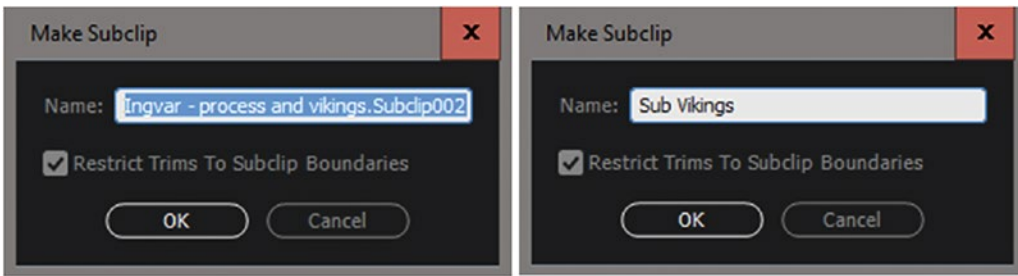 Make Subclip
x
Name: Ingvar - process and vikings.Subclip002
Restrict Trims To Subclip Boundaries
OK Cancel
Make Subclip
x
Name: Sub Vikings
Restrict Trims To Subclip Boundaries
OK Cancel